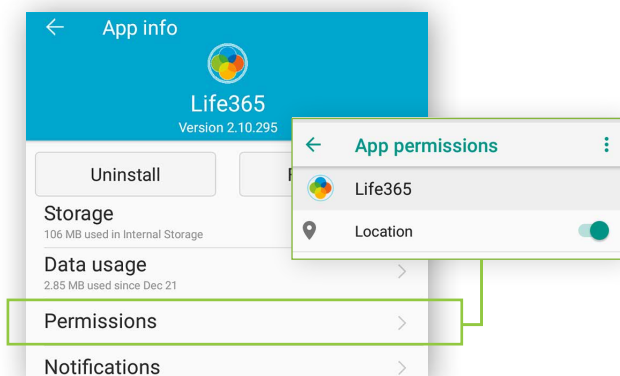 App info
Life365
Version 2.10.295
Uninstall
App permissions
Life365
Location
Storage
106 MB used in Internal Storage
Data usage
2.85 MB used since Dec 21
Permissions
Notifications